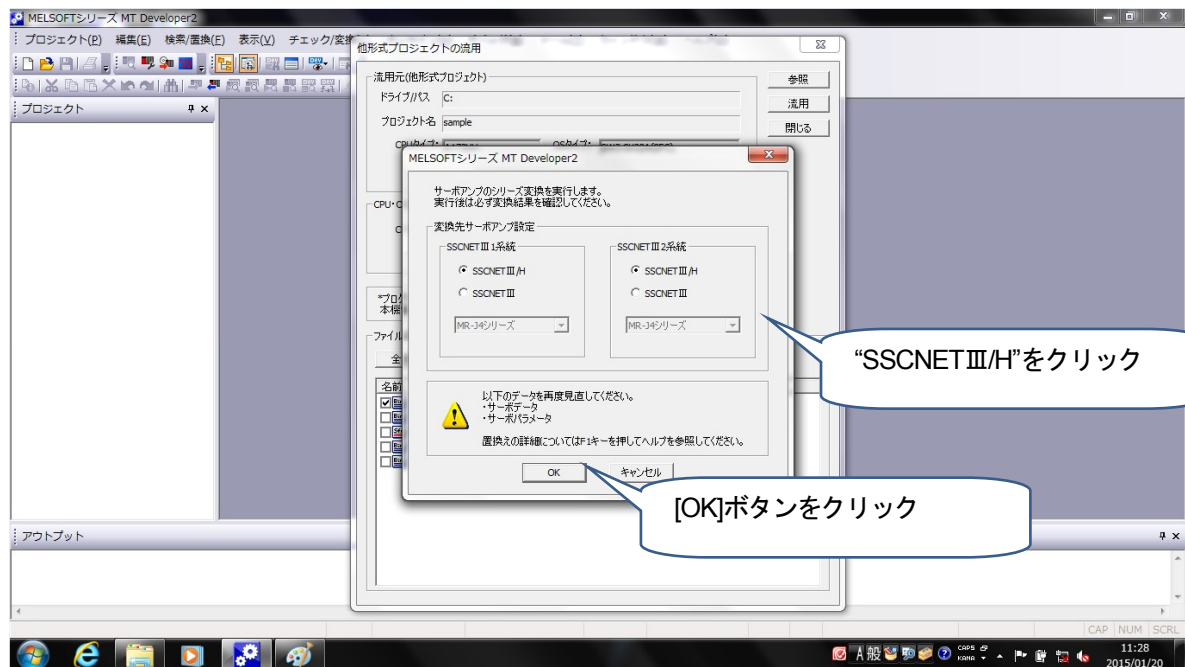 MELSOFTシリーズ MT Developer2
プロジェクト(P) 編集(E) 検索/置換(F) 表示(V) チェック/変換
プロジェクト
他形式プロジェクトの流用
流用元(他形式プロジェクト)
ドライブ/パス C:
プロジェクト名 sample
参照
流用
閉じる
MELSOFTシリーズ MT Developer2
サーボアンプのシリーズ変換を実行します。
実行後は必ず変換結果を確認してください。
変換先サーボアンプ設定
SSCNETⅢ 1系統
SSCNETⅢ/H
SSCNETⅢ
MR-J4シリーズ
SSCNETⅢ 2系統
SSCNETⅢ/H
SSCNETⅢ
MR-J4シリーズ
以下のデータを再度見直してください。
・サーボデータ
・サーボパラメータ
置換えの詳細についてはF1キーを押してヘルプを参照してください。
OK
キャンセル
“SSCNETⅢ/H”をクリック
[OK]ボタンをクリック
名前
アウトプット
CAP NUM SCRL
A 般
CAPS
KANA
11:28
2015/01/20